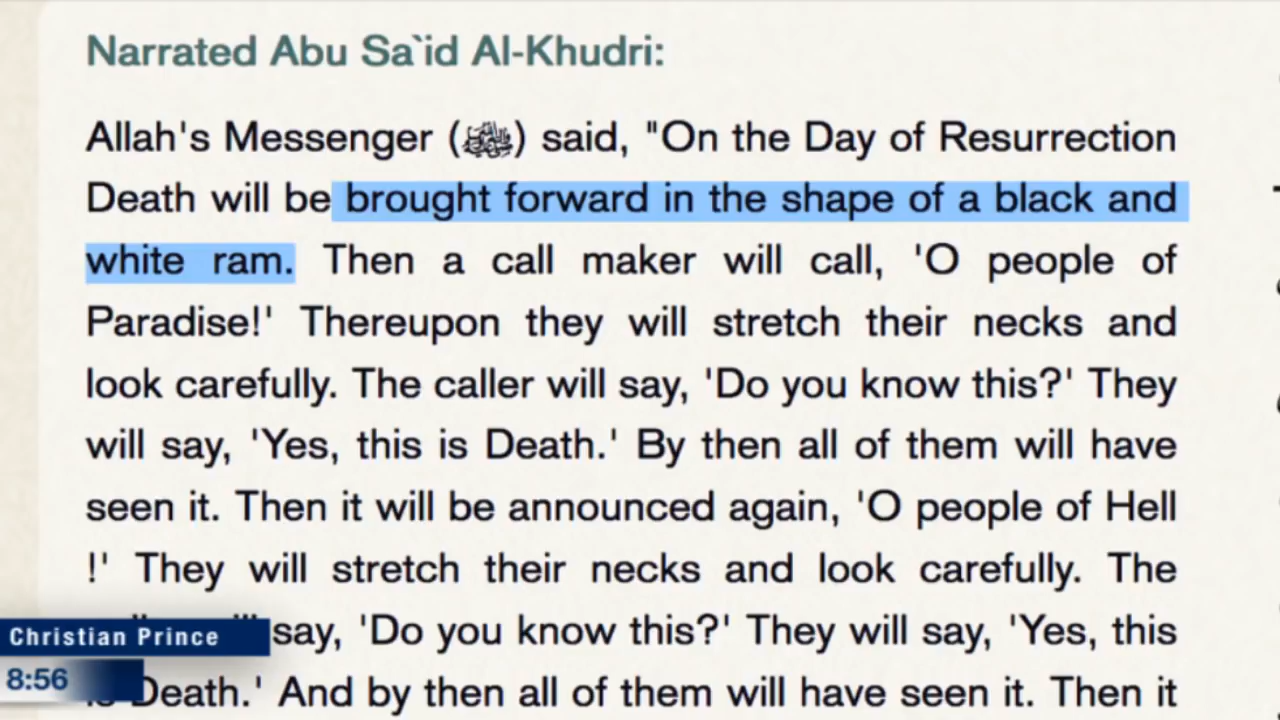 Narrated Abu Sa`id Al-Khudri:
Allah's Messenger (ﷺ) said, "On the Day of Resurrection
Death will be brought forward in the shape of a black and
white ram. Then a call maker will call, 'O people of
Paradise!' Thereupon they will stretch their necks and
look carefully. The caller will say, 'Do you know this?' They
will say, 'Yes, this is Death.' By then all of them will have
seen it. Then it will be announced again, 'O people of Hell
!' They will stretch their necks and look carefully. The
say, 'Do you know this?' They will say, 'Yes, this
Death.' And by then all of them will have seen it. Then it
Christian Prince
8:56